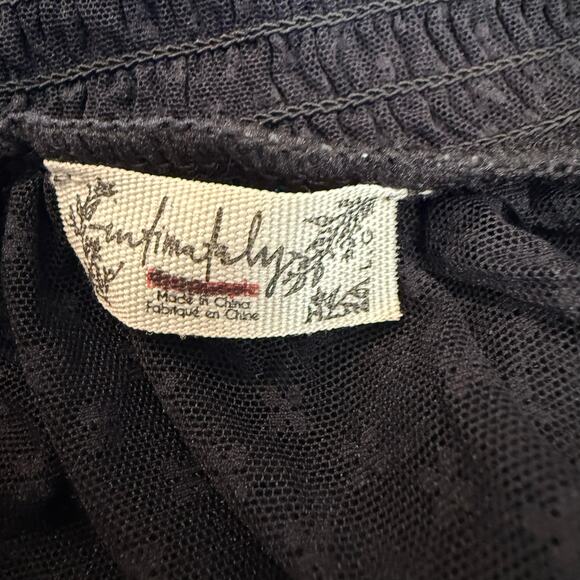 intimately
Made in China
Fabriqué en Chine
L G